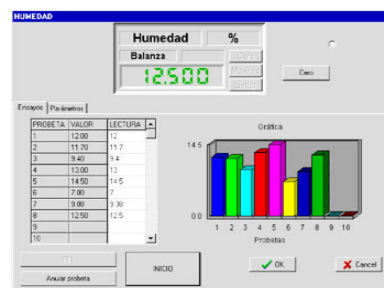 HUMEDAD
Humedad %
Balanza
12.500
Cero
Ensayos Parámetros
PROBETA VALOR LECTURA
1 12.00 12
2 11.70 11.7
3 9.40 9.4
4 13.00 13
5 14.50 14.5
6 7.00 7
7 9.08 9.08
8 12.50 12.5
9
10
Anular probeta
INICIO
Gráfica
14.5
0.0
1 2 3 4 5 6 7 8 9 10
Probetas
OK
Cancel